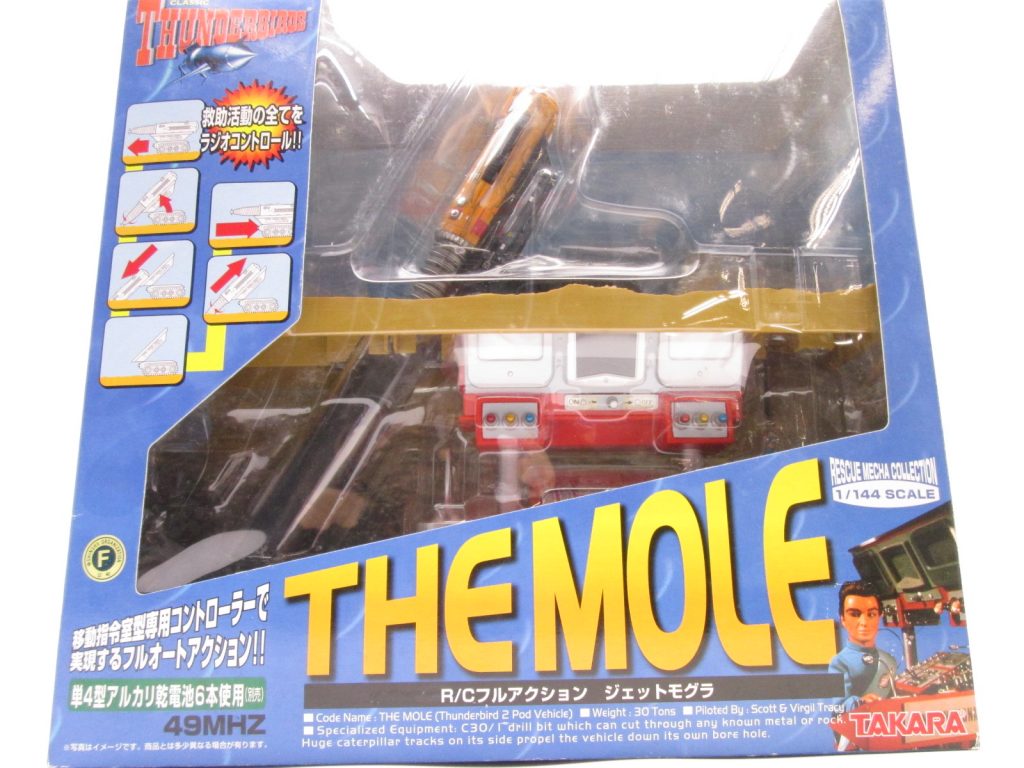 CLASSIC
THUNDERBIRDS
救助活動の全てを
ラジオコントロール!!
ON
OFF
RESCUE MECHA COLLECTION
1/144 SCALE
THE MOLE
F
移動指令室型専用コントローラーで
実現するフルオートアクション!!
単4型アルカリ乾電池6本使用(別売)
49MHZ
※写真はイメージです。商品とは多少異なる場合が有ります。
R/Cフルアクション ジェットモグラ
■ Code Name : THE MOLE (Thunderbird 2 Pod Vehicle) ■ Weight : 30 Tons ■ Piloted By : Scott & Virgil Tracy
■ Specialized Equipment: C30/1 drill bit which can cut through any known metal or rock.
Huge caterpillar tracks on its side propel the vehicle down its own bore hole.
TAKARA